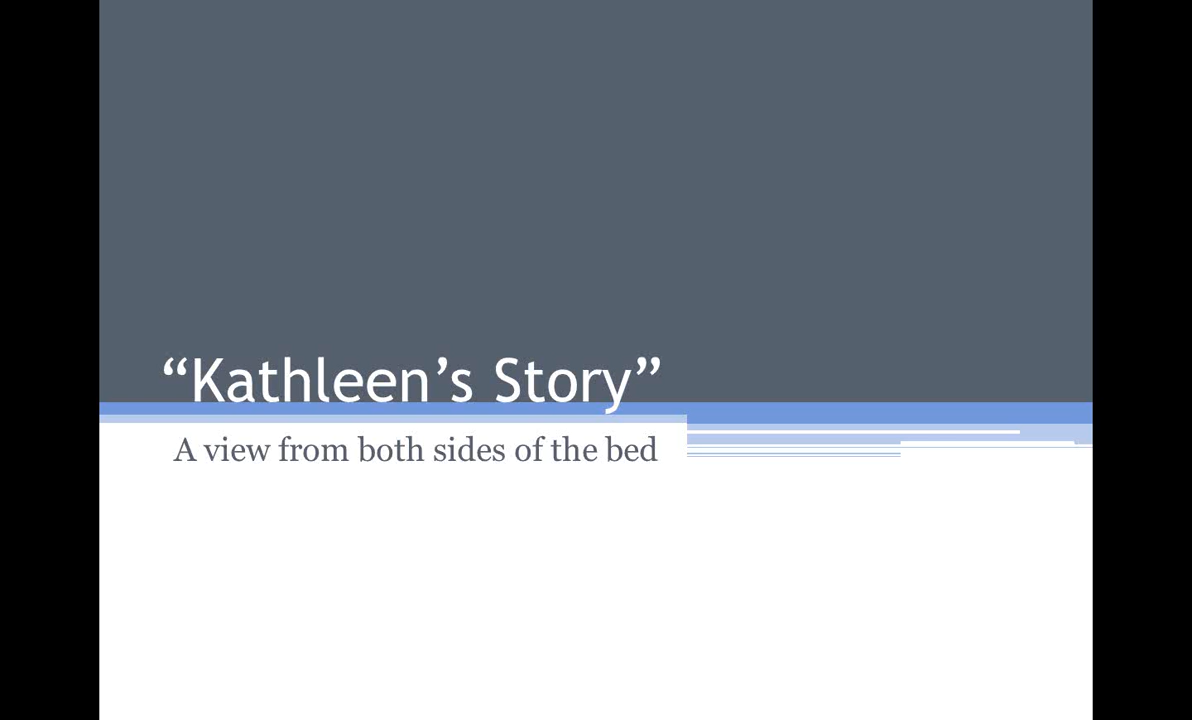 “Kathleen’s Story”
A view from both sides of the bed